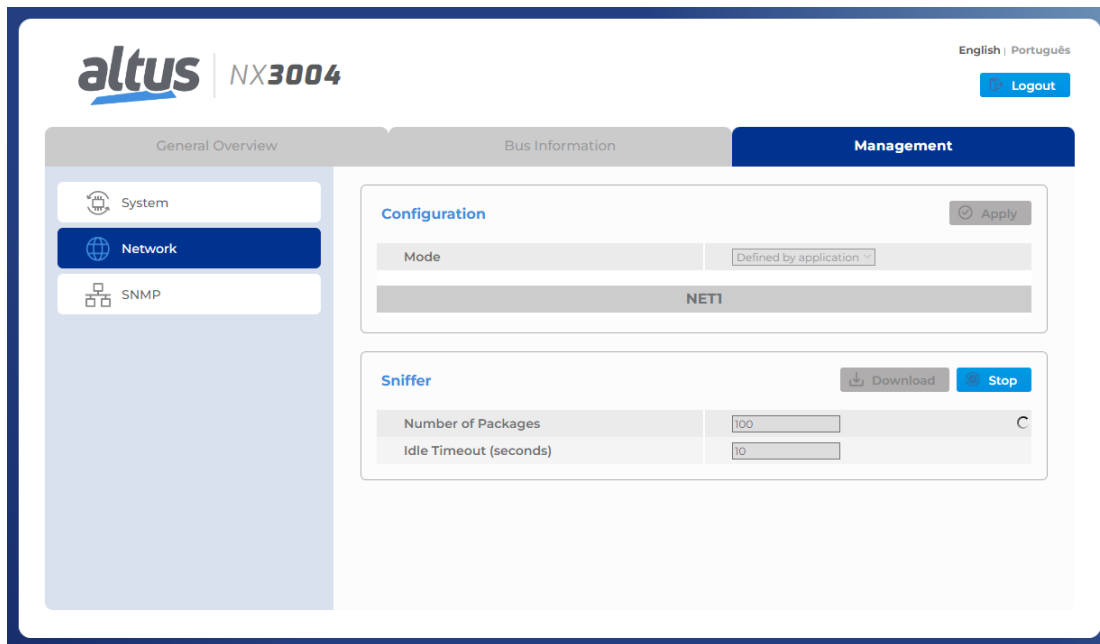 English | Português
altus | NX3004
Logout
General Overview
Bus Information
Management
System
Network
SNMP
Configuration
Apply
Mode
Defined by application
NET1
Sniffer
Download
Stop
Number of Packages
100
Idle Timeout (seconds)
10